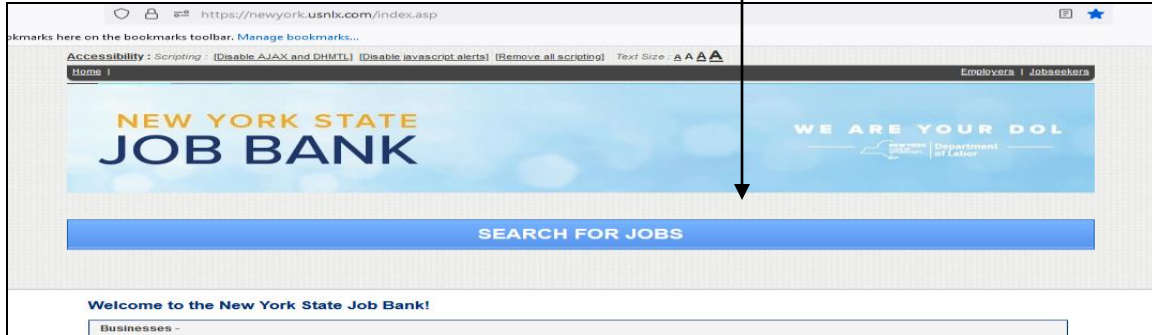 https://newyork.usnlx.com/index.asp
okmarks here on the bookmarks toolbar. Manage bookmarks...
Accessibility : Scripting : [Disable AJAX and DHMTL] [Disable javascript alerts] [Remove all scripting] Text Size : A A A A
Home | Employers | Jobseekers
NEW YORK STATE
JOB BANK
WE ARE YOUR DOL
Department
of Labor
SEARCH FOR JOBS
Welcome to the New York State Job Bank!
Businesses -